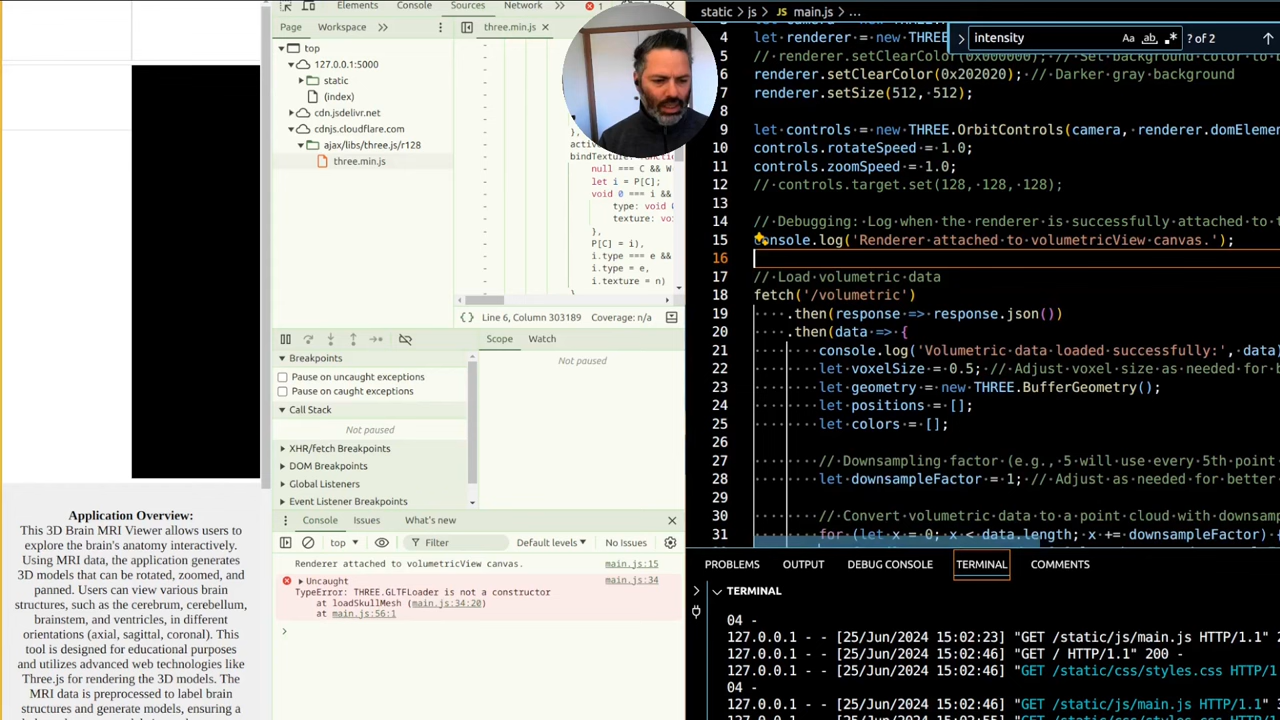 Elements Console Sources Network 1
Page Workspace
top
127.0.0.1:5000
static
(index)
cdn.jsdelivr.net
cdnjs.cloudflare.com
ajax/libs/three.js/r128
three.min.js
three.min.js
-
},
activ
bindTexture:
null === C && W
let i = P[C];
void 0 === i &&
type: void 0
texture: vo
},
P[C] = i),
i.type === e &&
i.type = e,
i.texture = n)
{} Line 6, Column 303189 Coverage: n/a
Scope Watch
Not paused
Breakpoints
Pause on uncaught exceptions
Pause on caught exceptions
Call Stack
Not paused
XHR/fetch Breakpoints
DOM Breakpoints
Global Listeners
Event Listener Breakpoints
Console Issues What's new
top Filter Default levels No Issues
Renderer attached to volumetricView canvas. main.js:15
Uncaught main.js:34
TypeError: THREE.GLTFLoader is not a constructor
at loadSkullMesh (main.js:34:20)
at main.js:56:1
Application Overview:
This 3D Brain MRI Viewer allows users to
explore the brain's anatomy interactively.
Using MRI data, the application generates
3D models that can be rotated, zoomed, and
panned. Users can view various brain
structures, such as the cerebrum, cerebellum,
brainstem, and ventricles, in different
orientations (axial, sagittal, coronal). This
tool is designed for educational purposes
and utilizes advanced web technologies like
Three.js for rendering the 3D models. The
MRI data is preprocessed to label brain
structures and generate models, ensuring a
static > js > JS main.js > ...
intensity Aa ab .* ? of 2
4 let renderer = new THREE
5 // renderer.setClearColor(0x000000); // Set background color to b
6 renderer.setClearColor(0x202020); // Darker gray background
7 renderer.setSize(512, 512);
8
9 let controls = new THREE.OrbitControls(camera, renderer.domElem
10 controls.rotateSpeed = 1.0;
11 controls.zoomSpeed = 1.0;
12 // controls.target.set(128, 128, 128);
13
14 // Debugging: Log when the renderer is successfully attached to t
15 console.log('Renderer attached to volumetricView canvas.');
16
17 // Load volumetric data
18 fetch('/volumetric')
19 .then(response => response.json())
20 .then(data => {
21 console.log('Volumetric data loaded successfully:', data)
22 let voxelSize = 0.5; // Adjust voxel size as needed for b
23 let geometry = new THREE.BufferGeometry();
24 let positions = [];
25 let colors = [];
26
27 // Downsampling factor (e.g., 5 will use every 5th point
28 let downsampleFactor = 1; // Adjust as needed for better
29
30 // Convert volumetric data to a point cloud with downsamp
31 for (let x = 0; x < data.length; x += downsampleFactor) {
PROBLEMS OUTPUT DEBUG CONSOLE TERMINAL COMMENTS
TERMINAL
04 -
127.0.0.1 - - [25/Jun/2024 15:02:23] "GET /static/js/main.js HTTP/1.1" 2
127.0.0.1 - - [25/Jun/2024 15:02:46] "GET / HTTP/1.1" 200 -
127.0.0.1 - - [25/Jun/2024 15:02:46] "GET /static/css/styles.css HTTP/1
04 -
127.0.0.1 - - [25/Jun/2024 15:02:46] "GET /static/js/main.js HTTP/1.1"